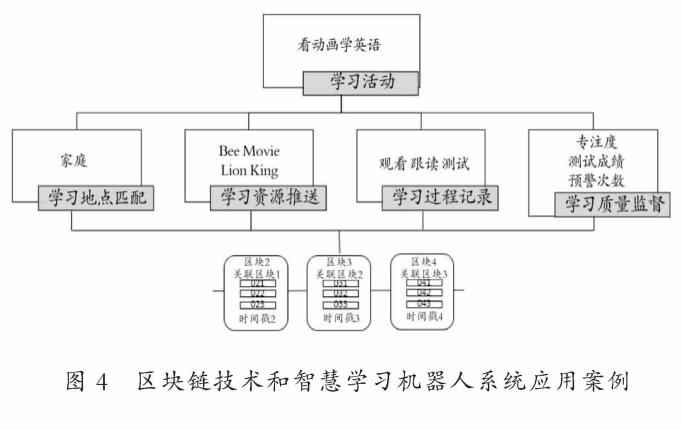 看动画学英语
学习活动
家庭
学习地点匹配
Bee Movie
Lion King
学习资源推送
观看跟读测试
学习过程记录
专注度
测试成绩
预警次数
学习质量监督
区块2
关联区块1
021
022
023
时间戳2
区块3
关联区块2
031
032
033
时间戳3
区块4
关联区块3
041
042
043
时间戳4
图 4 区块链技术和智慧学习机器人系统应用案例